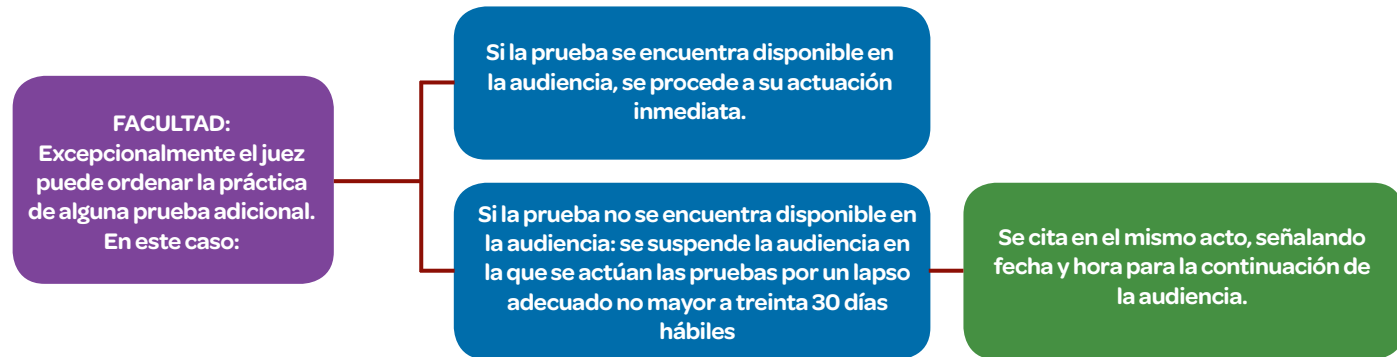 FACULTAD:
Excepcionalmente el juez
puede ordenar la práctica
de alguna prueba adicional.
En este caso:
Si la prueba se encuentra disponible en
la audiencia, se procede a su actuación
inmediata.
Si la prueba no se encuentra disponible en
la audiencia: se suspende la audiencia en
la que se actúan las pruebas por un lapso
adecuado no mayor a treinta 30 días
hábiles
Se cita en el mismo acto, señalando
fecha y hora para la continuación de
la audiencia.